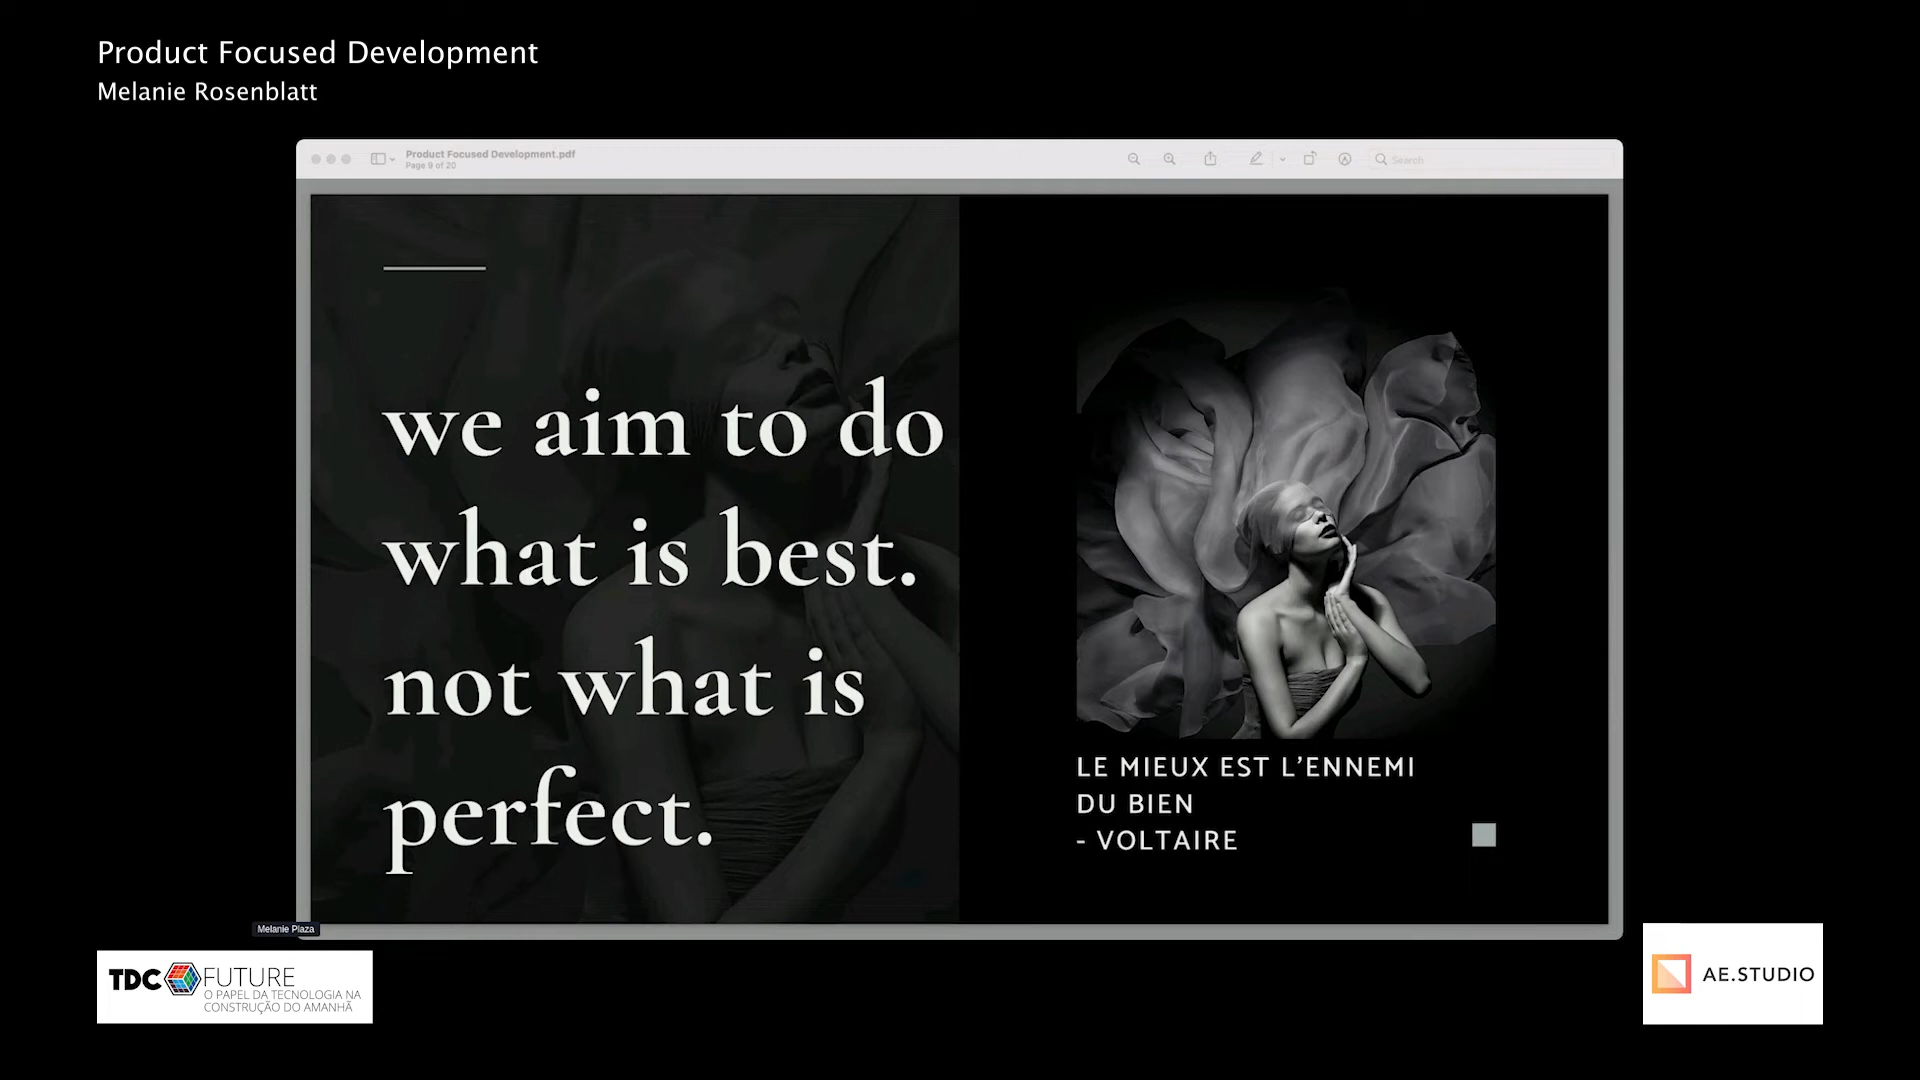 Product Focused Development
Melanie Rosenblatt
Product Focused Development.pdf
Page 9 of 20
Search
we aim to do
what is best.
not what is
perfect.
LE MIEUX EST L'ENNEMI
DU BIEN
- VOLTAIRE
Melanie Plaza
TDC FUTURE
O PAPEL DA TECNOLOGIA NA
CONSTRUÇÃO DO AMANHÃ
AE.STUDIO